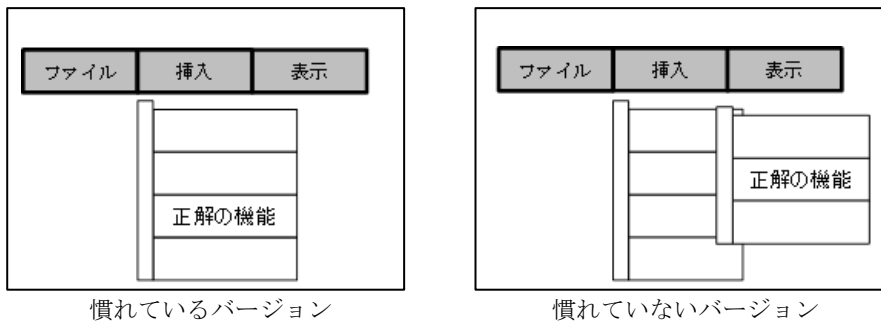 ファイル 挿入 表示
正解の機能
慣れているバージョン
ファイル 挿入 表示
正解の機能
慣れていないバージョン